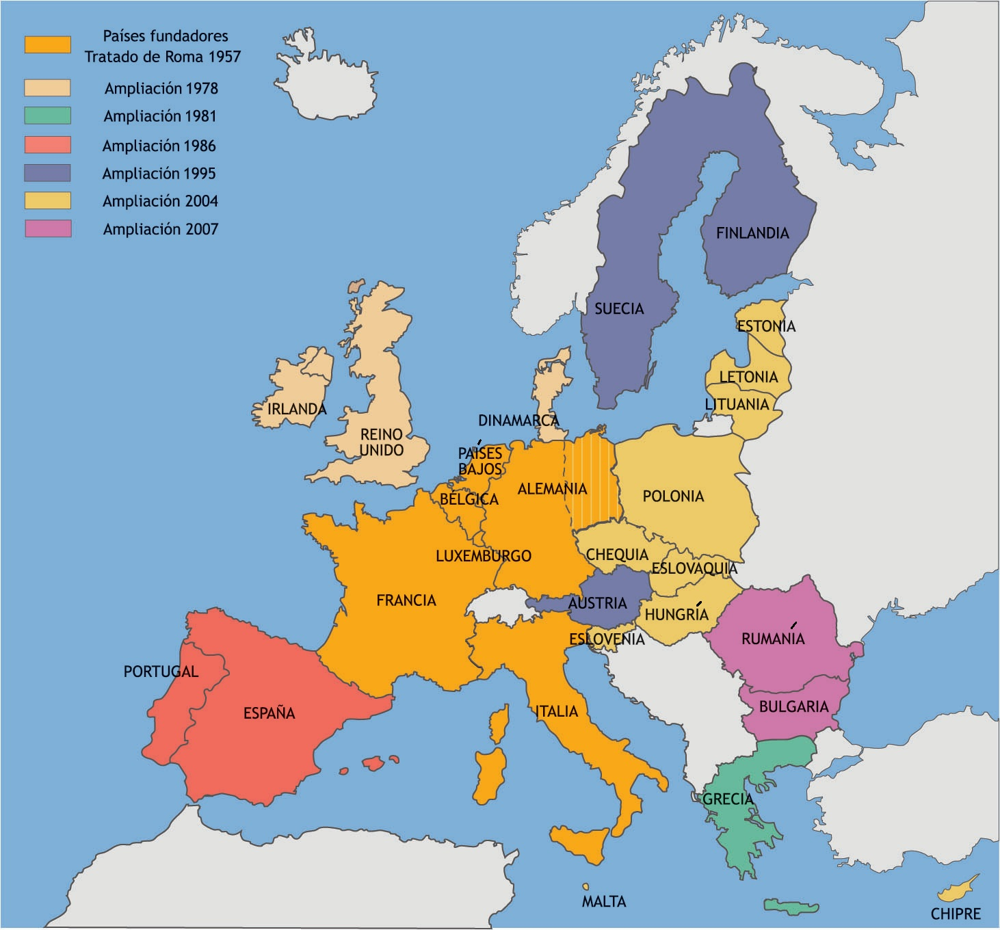 Países fundadores
Tratado de Roma 1957
Ampliación 1978
Ampliación 1981
Ampliación 1986
Ampliación 1995
Ampliación 2004
Ampliación 2007
FINLANDIA
SUECIA
ESTONIA
LETONIA
LITUANIA
IRLANDA
DINAMARCA
REINO
UNIDO
PAÍSES
BAJOS
ALEMANIA
POLONIA
BÉLGICA
LUXEMBURGO
CHEQUIA
ESLOVAQUIA
FRANCIA
AUSTRIA
HUNGRÍA
ESLOVENIA
RUMANÍA
PORTUGAL
ESPAÑA
ITALIA
BULGARIA
GRECIA
MALTA
CHIPRE